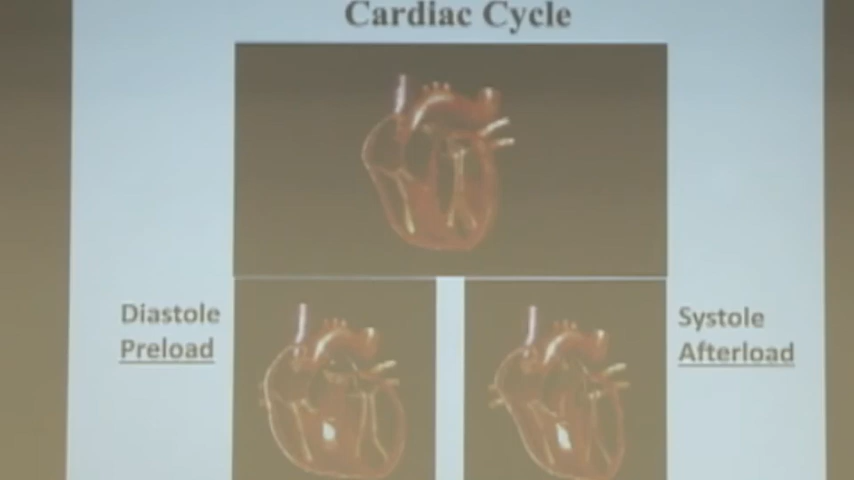 Cardiac Cycle
Diastole
Preload
Systole
Afterload